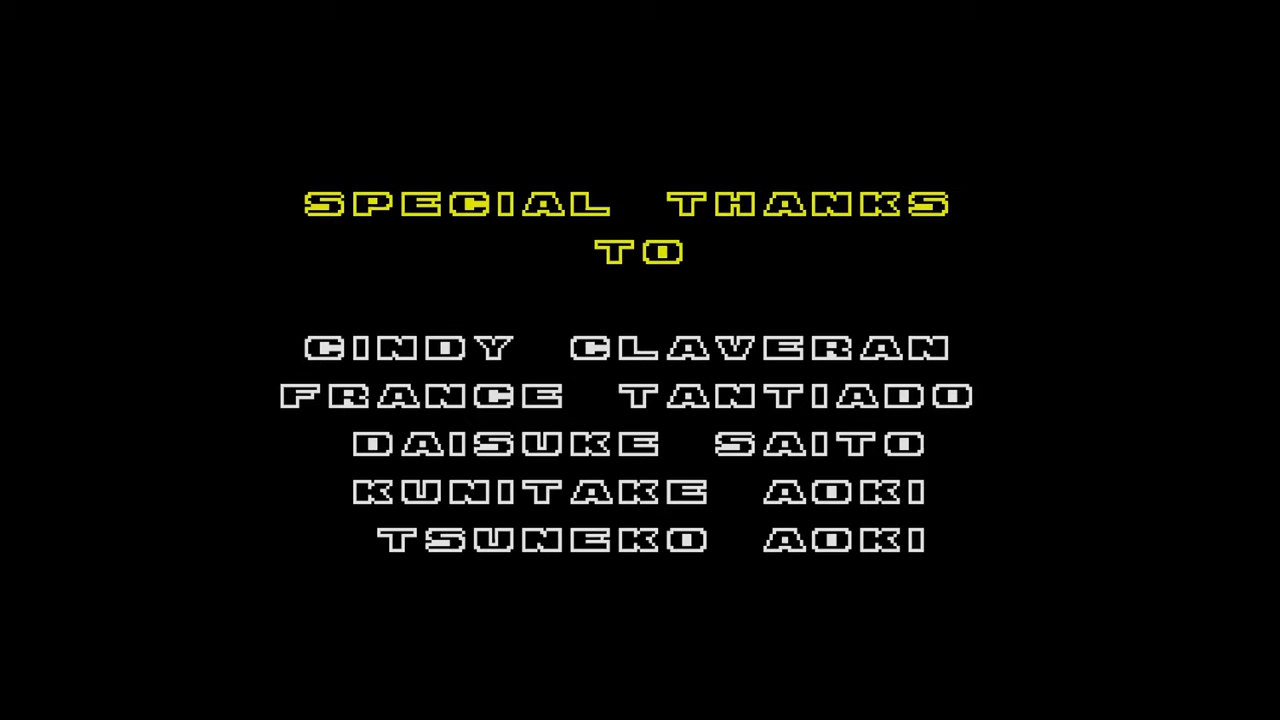 SPECIAL THANKS
TO
CINDY CLAVERAN
FRANCE TANTIADO
DAISUKE SAITO
KUNITAKE AOKI
TSUNEKO AOKI